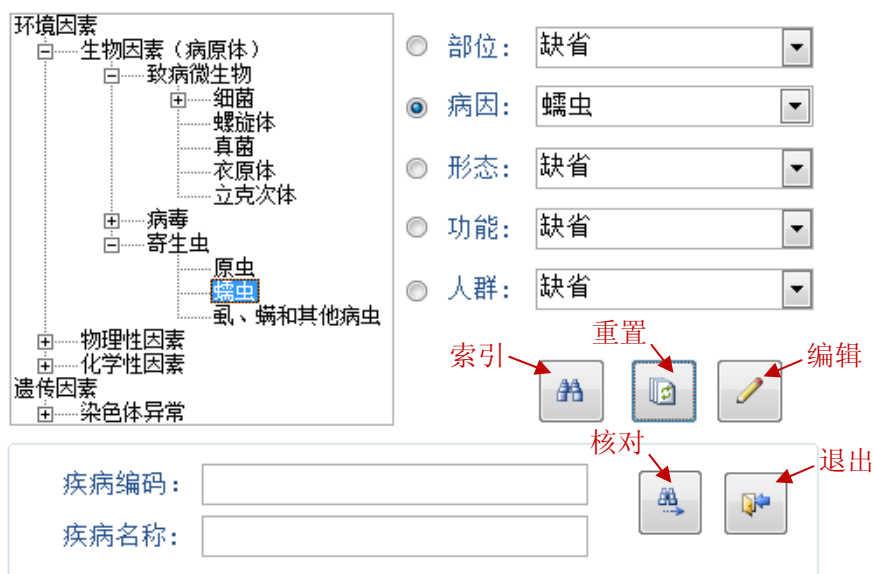 环境因素
生物因素（病原体）
致病微生物
细菌
螺旋体
真菌
衣原体
立克次体
病毒
寄生虫
原虫
蠕虫
虱、螨和其他病虫
物理性因素
化学性因素
遗传因素
染色体异常
部位： 缺省
病因： 蠕虫
形态： 缺省
功能： 缺省
人群： 缺省
索引
重置
编辑
核对
退出
疾病编码：
疾病名称：